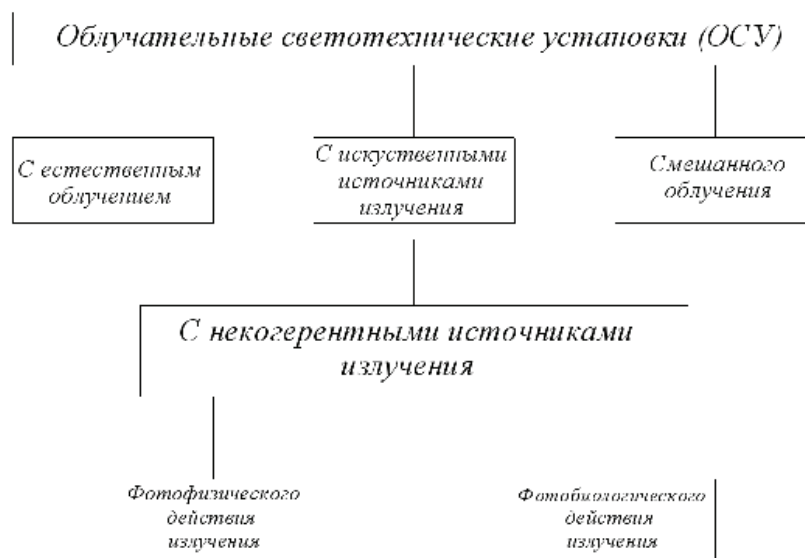 Облучательные светотехнические установки (ОСУ)
С естественным
облучением
С искуственными
источниками
излучения
Смешанного
облучения
С некогерентными источниками
излучения
Фотофизического
действия
излучения
Фотобиологического
действия
излучения